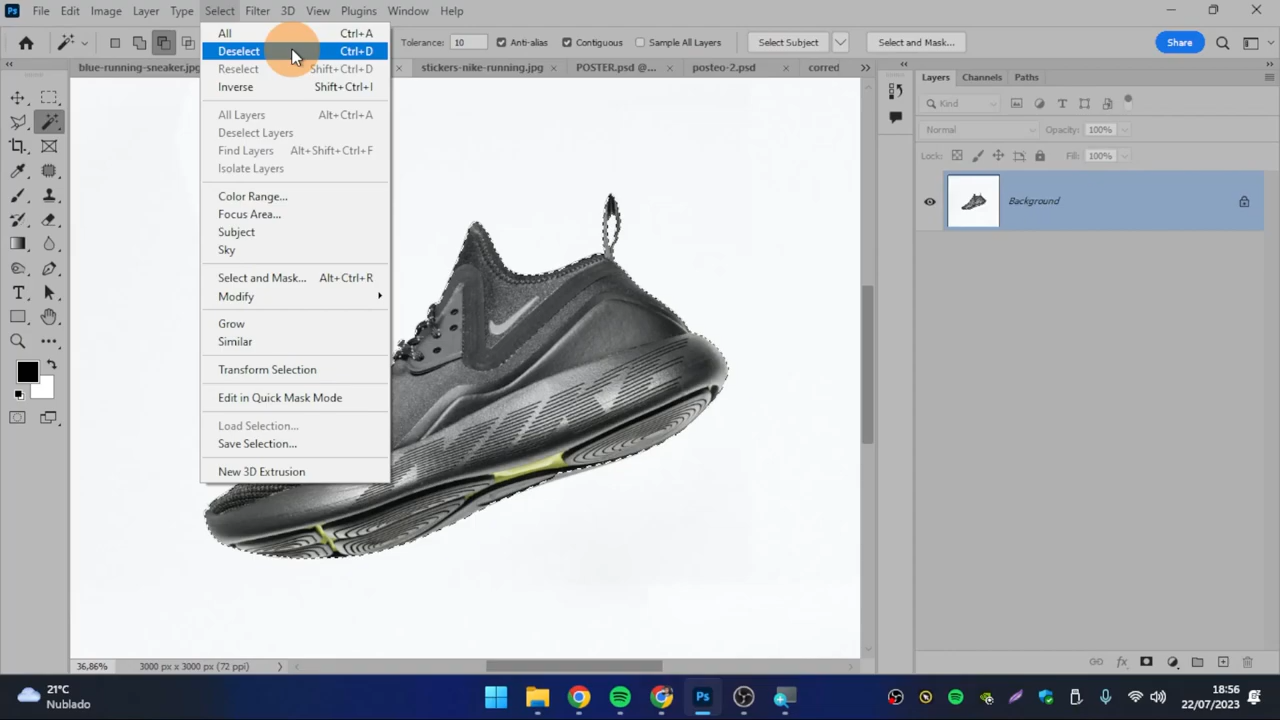 Ps File Edit Image Layer Type Select Filter 3D View Plugins Window Help
Tolerance: 10 Anti-alias Contiguous Sample All Layers Select Subject Select and Mask... Share
blue-running-sneaker.jpg stickers-nike-running.jpg POSTER.psd @... posteo-2.psd corred
All Ctrl+A
Deselect Ctrl+D
Reselect Shift+Ctrl+D
Inverse Shift+Ctrl+I
All Layers Alt+Ctrl+A
Deselect Layers
Find Layers Alt+Shift+Ctrl+F
Isolate Layers
Color Range...
Focus Area...
Subject
Sky
Select and Mask... Alt+Ctrl+R
Modify
Grow
Similar
Transform Selection
Edit in Quick Mask Mode
Load Selection...
Save Selection...
New 3D Extrusion
Layers Channels Paths
Kind
Normal Opacity: 100%
Lock: Fill: 100%
Background
36,86% 3000 px x 3000 px (72 ppi)
21°C
Nublado
Ps
18:56
22/07/2023